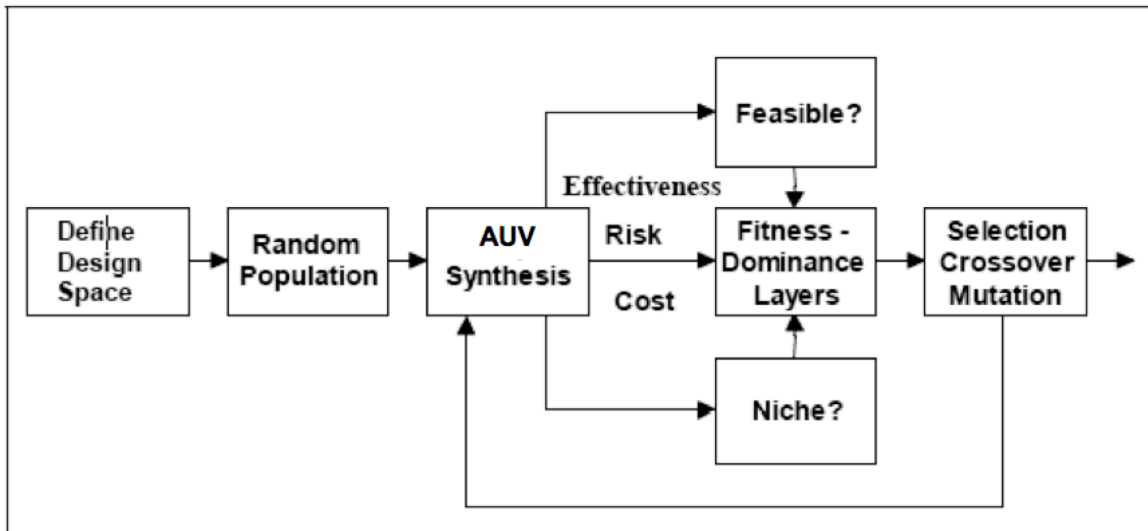 Feasible?
Effectiveness
Define
Design
Space
Random
Population
AUV
Synthesis
Risk
Cost
Fitness -
Dominance
Layers
Selection
Crossover
Mutation
Niche?